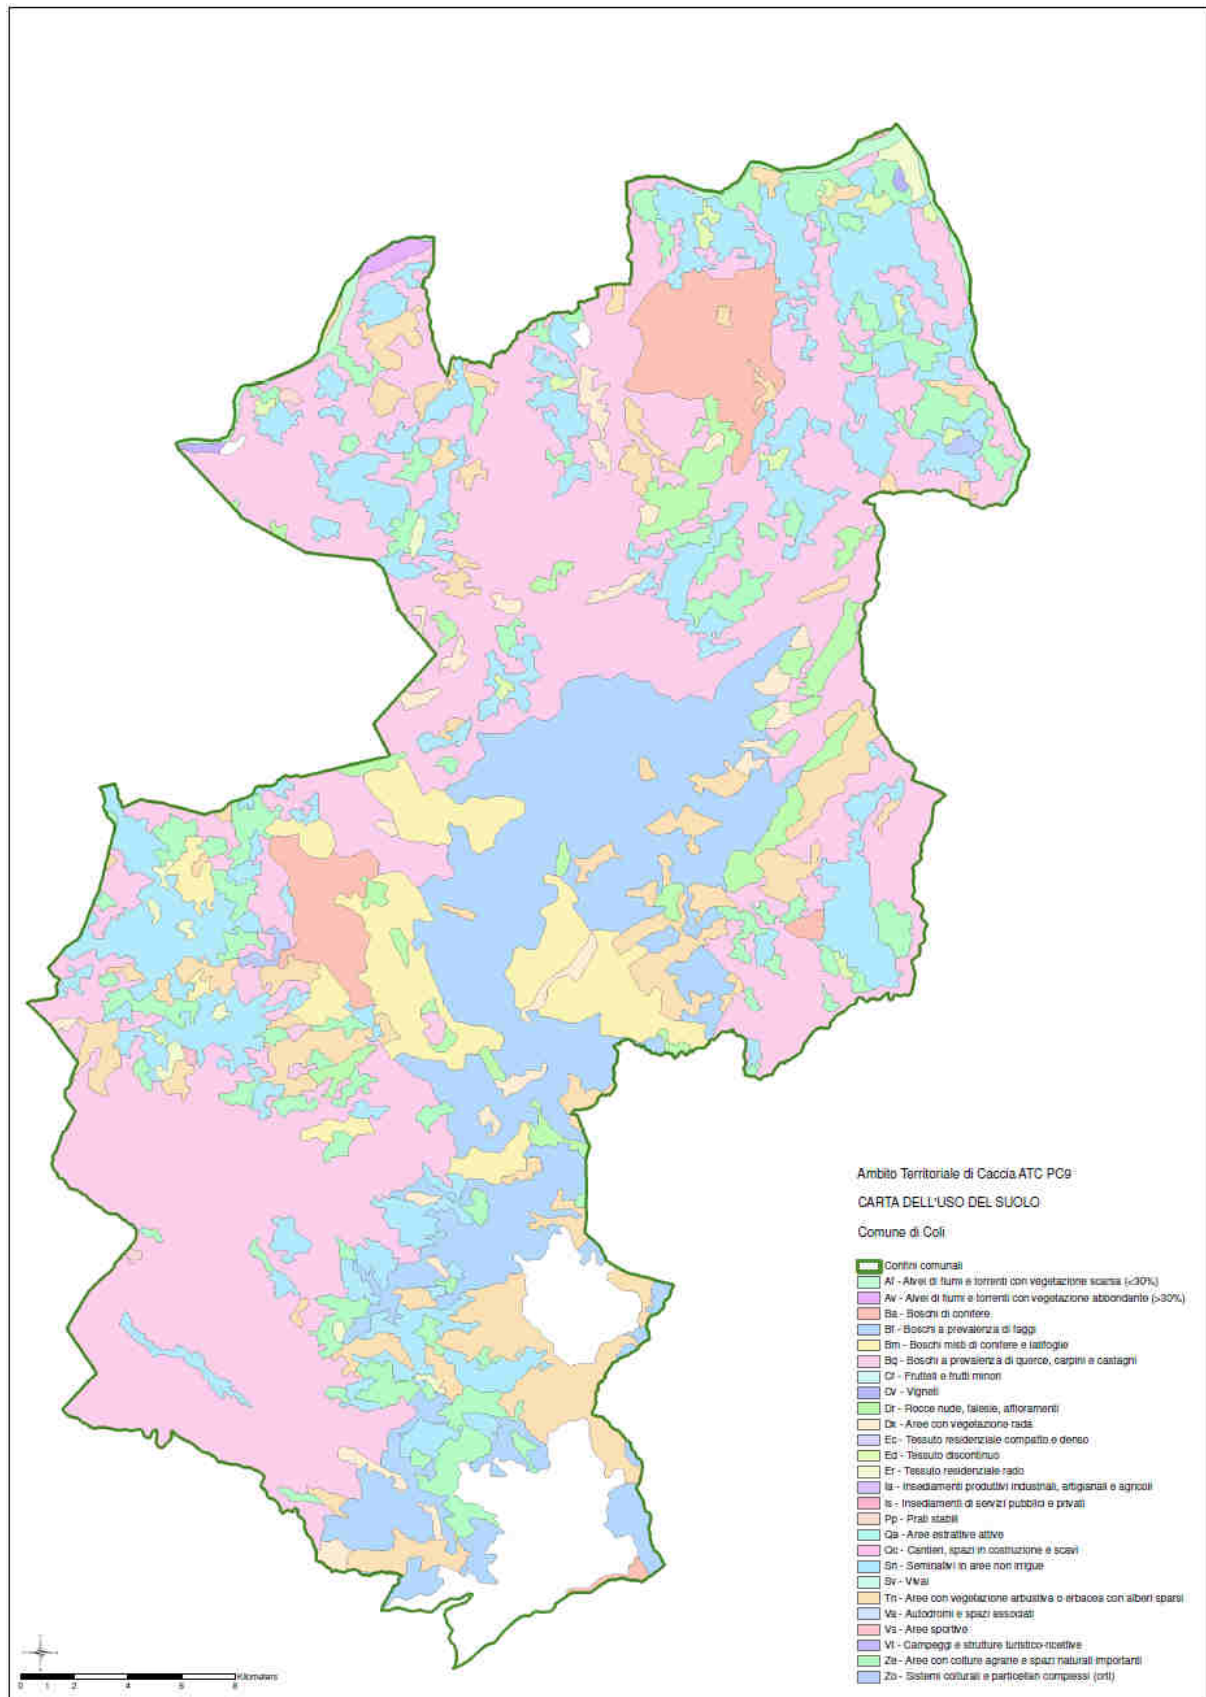 Ambito Territoriale di Caccia ATC PC9
CARTA DELL'USO DEL SUOLO
Comune di Coli
Confini comunali
Af - Alvei di fiumi e torrenti con vegetazione scarsa (<30%)
Av - Alvei di fiumi e torrenti con vegetazione abbondante (>30%)
Ba - Boschi di conifere
Bf - Boschi a prevalenza di faggi
Bm - Boschi misti di conifere e latifoglie
Bq - Boschi a prevalenza di querce, carpini e castagni
Cf - Frutteti e frutti minori
Cv - Vigneti
Dr - Rocce nude, falesie, affioramenti
Dx - Aree con vegetazione rada
Ec - Tessuto residenziale compatto e denso
Ed - Tessuto discontinuo
Er - Tessuto residenziale rado
Ia - Insediamenti produttivi industriali, artigianali e agricoli
Is - Insediamenti di servizi pubblici e privati
Pp - Prati stabili
Qa - Aree estrattive attive
Qc - Cantieri, spazi in costruzione e scavi
Sn - Seminativi in aree non irrigue
Sv - Vivai
Tn - Aree con vegetazione arbustiva o erbacea con alberi sparsi
Va - Autodromi e spazi associati
Vs - Aree sportive
Vt - Campeggi e strutture turistico-ricettive
Ze - Aree con colture agrarie e spazi naturali importanti
Zo - Sistemi colturali e particellari complessi (orti)
Kilometers
0 1 2 4 6 8